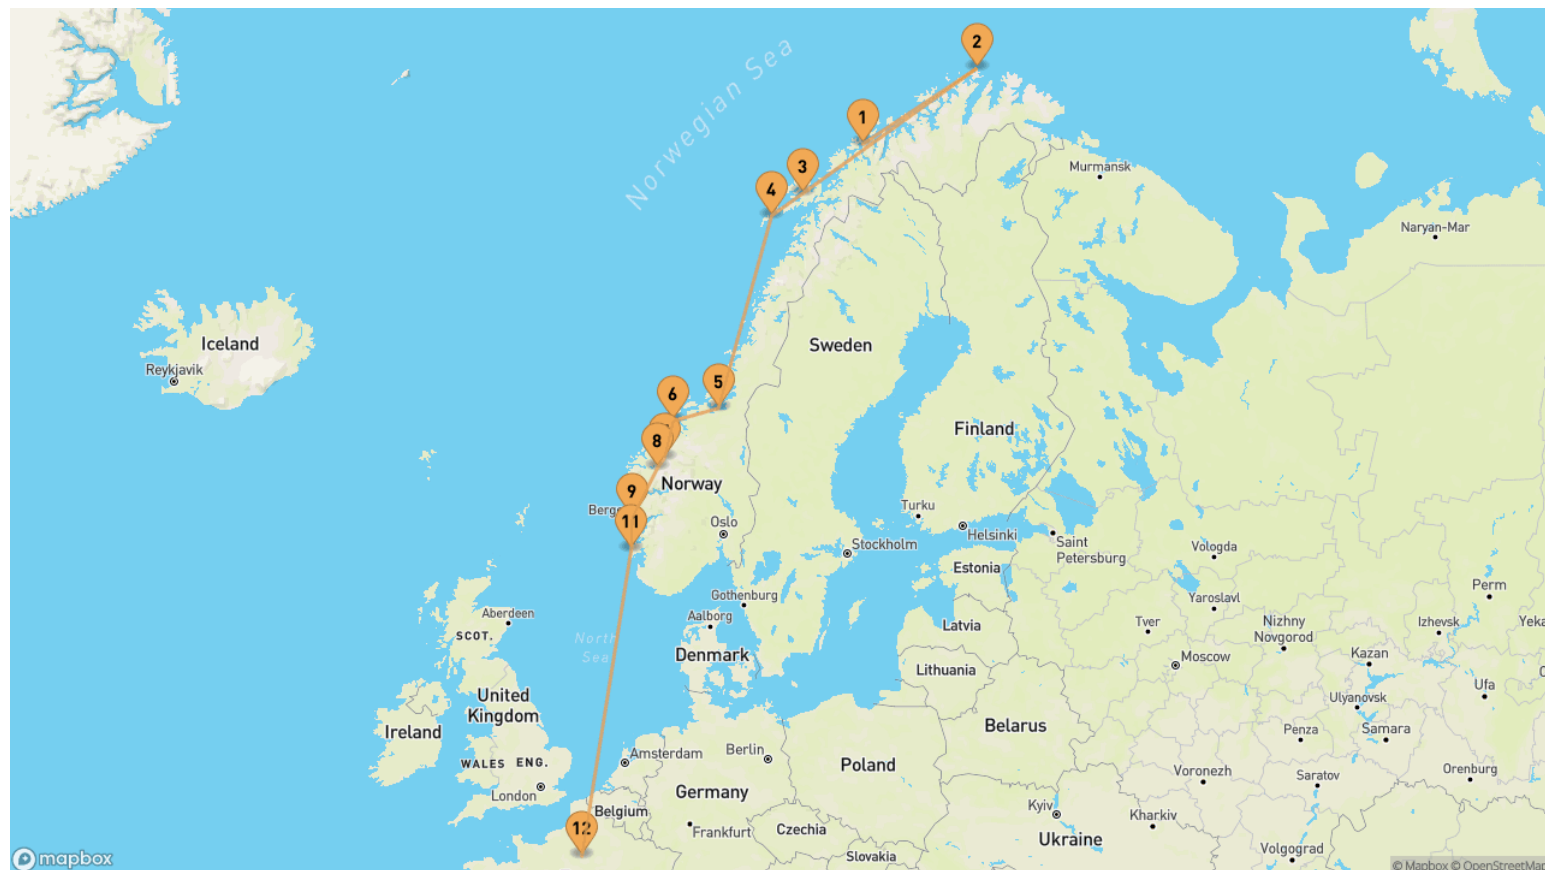 2
Norwegian Sea
1
Murmansk
3
4
Naryan-Mar
Iceland
Sweden
Reykjavik
5
6
Finland
8
Norway
9
Turku
Oslo
11
Helsinki
Saint
Petersburg
Stockholm
Vologda
Estonia
Perm
Gothenburg
Yaroslavl
Aberdeen
Aalborg
Tver
Nizhny
Novgorod
Izhevsk
Latvia
SCOT.
North
Sea
Denmark
Moscow
Kazan
Lithuania
Ufa
United
Kingdom
Ulyanovsk
Ireland
Belarus
Penza
Samara
Amsterdam
Berlin
WALES ENG.
Poland
Voronezh
Saratov
Orenburg
London
Germany
Belgium
Kyiv
Kharkiv
12
Frankfurt
Czechia
Ukraine
Slovakia
Volgograd
mapbox
© Mapbox © OpenStreetMap